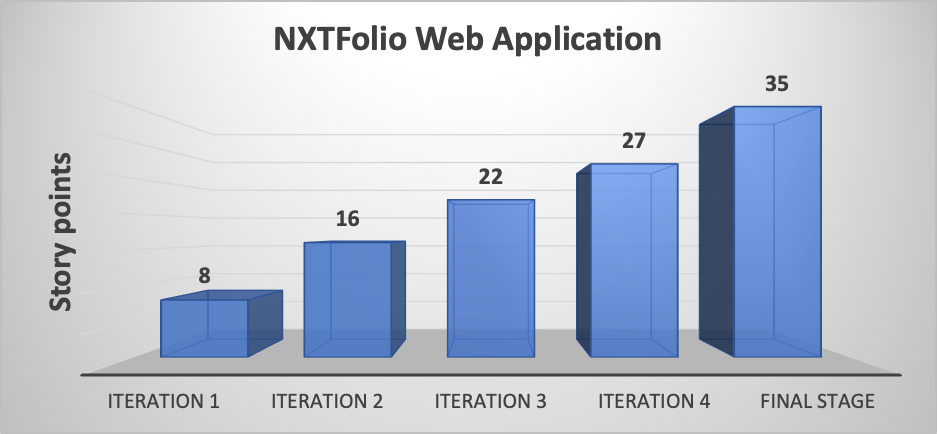 NXTFolio Web Application
Story points
8
16
22
27
35
ITERATION 1
ITERATION 2
ITERATION 3
ITERATION 4
FINAL STAGE